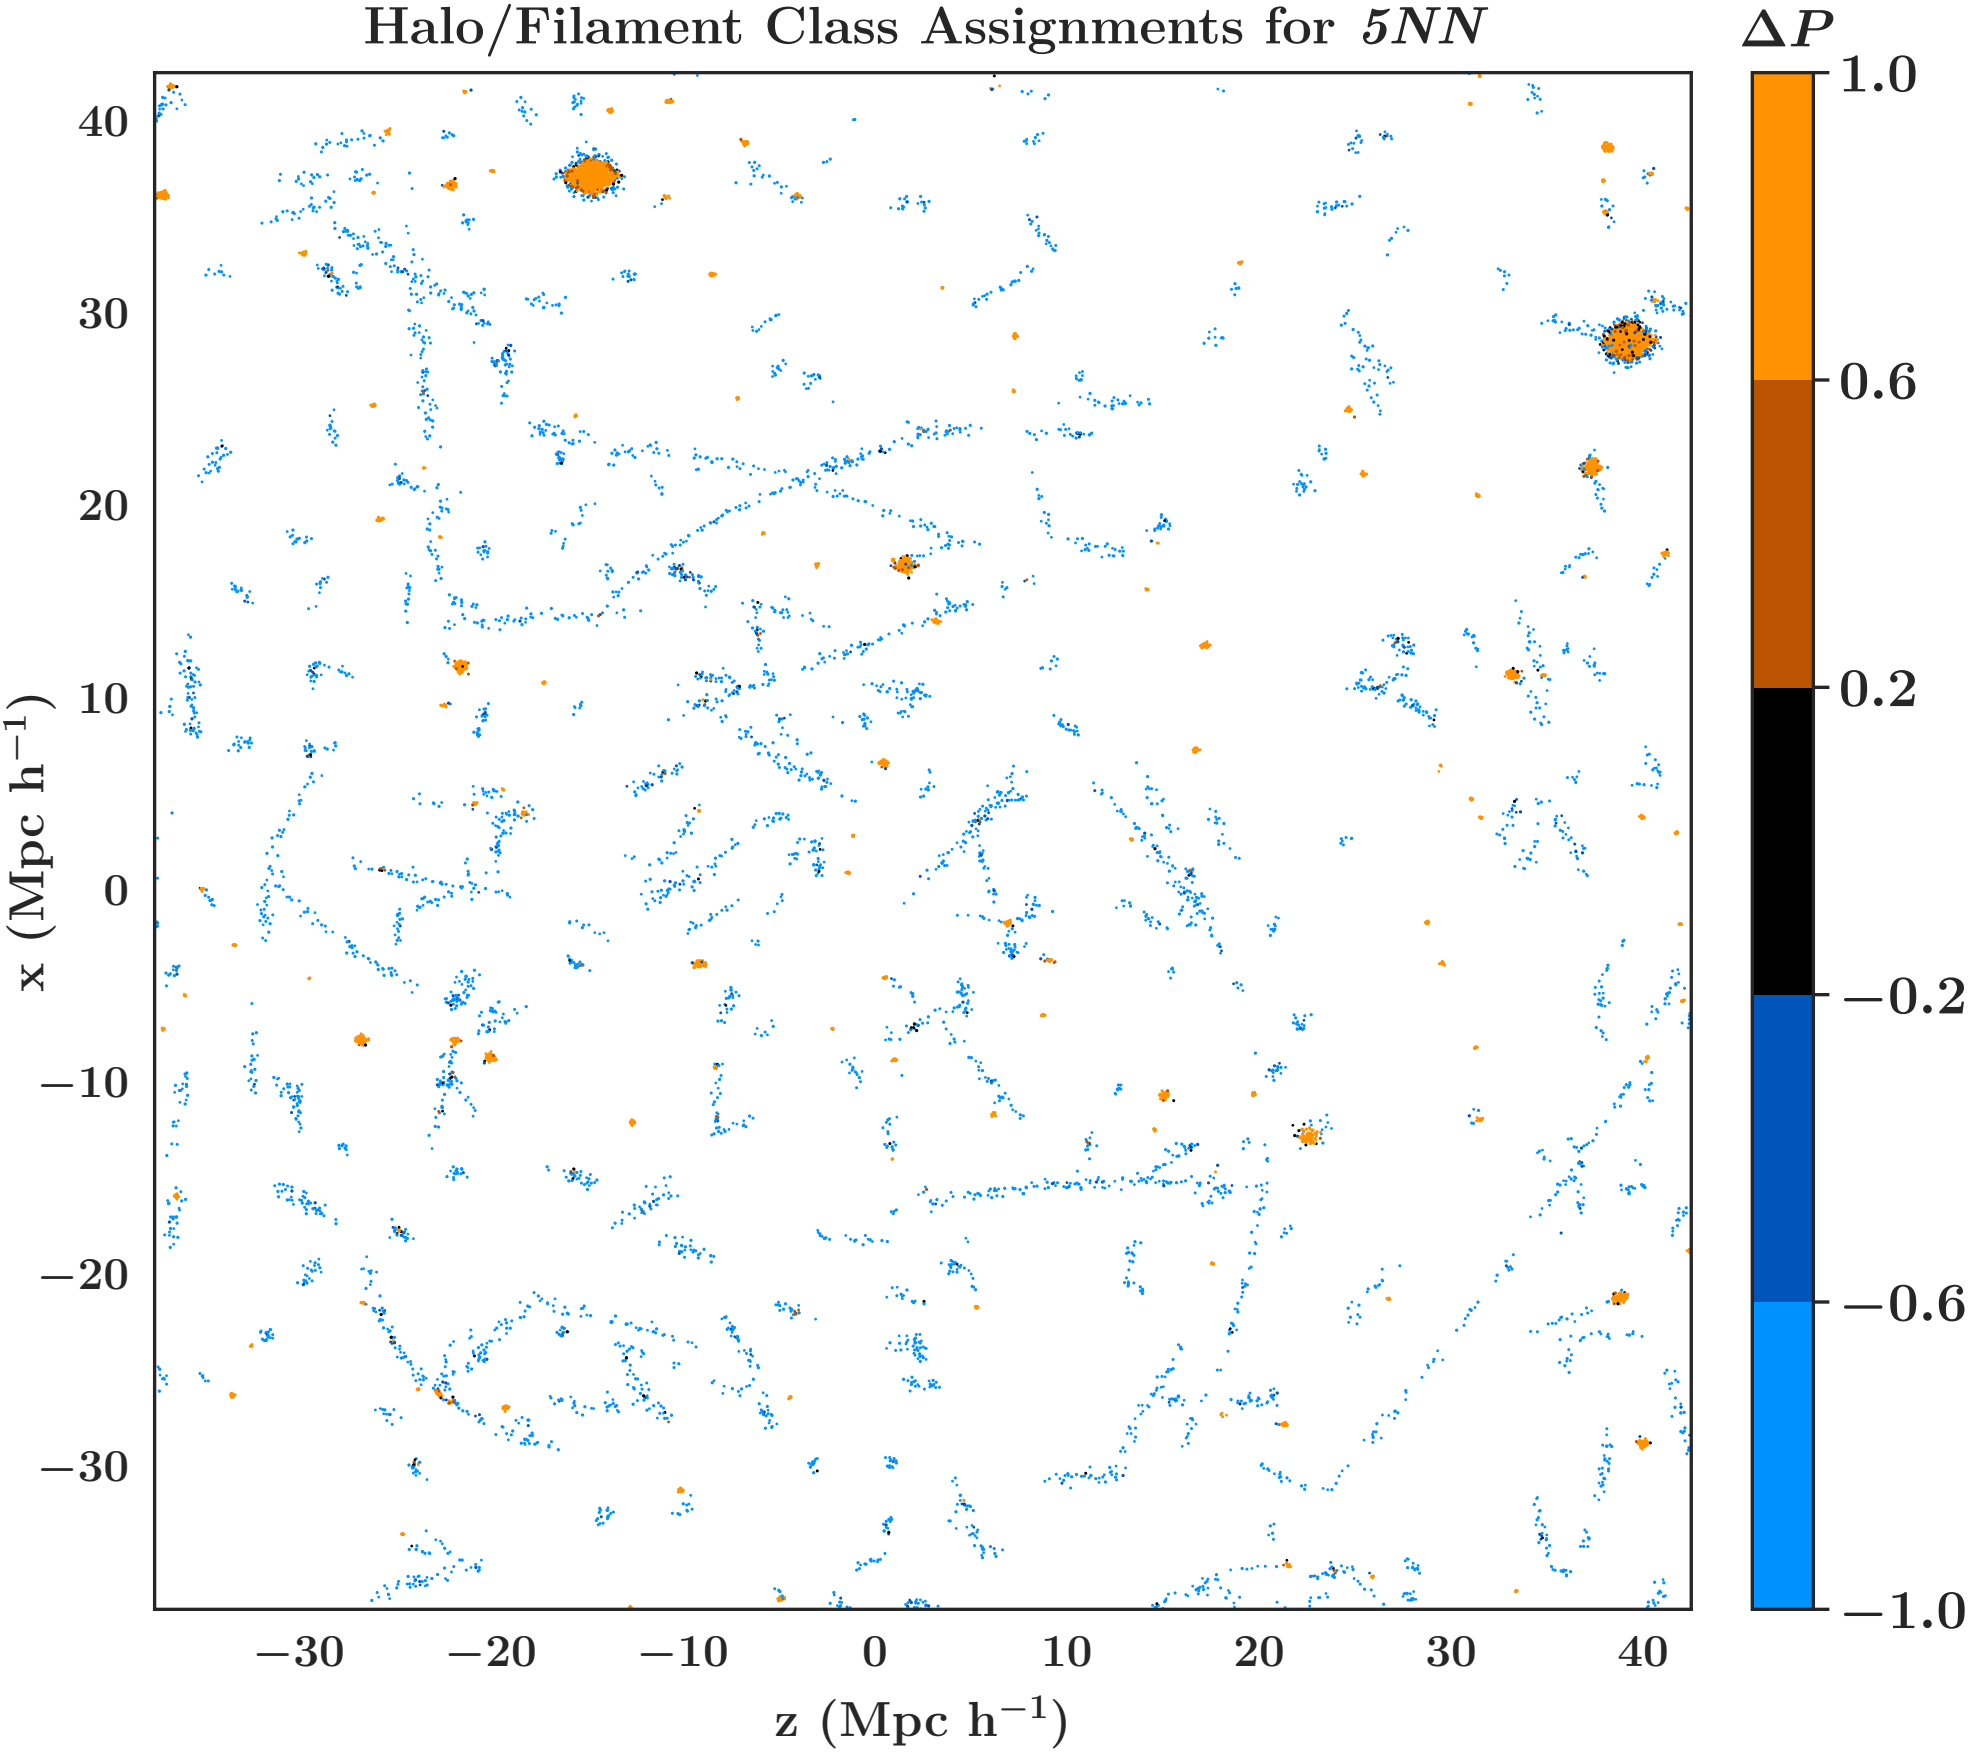 Halo/Filament Class Assignments for 5NN
ΔP
40
30
20
10
0
−10
−20
−30
x (Mpc h⁻¹)
−30 −20 −10 0 10 20 30 40
z (Mpc h⁻¹)
1.0
0.6
0.2
−0.2
−0.6
−1.0